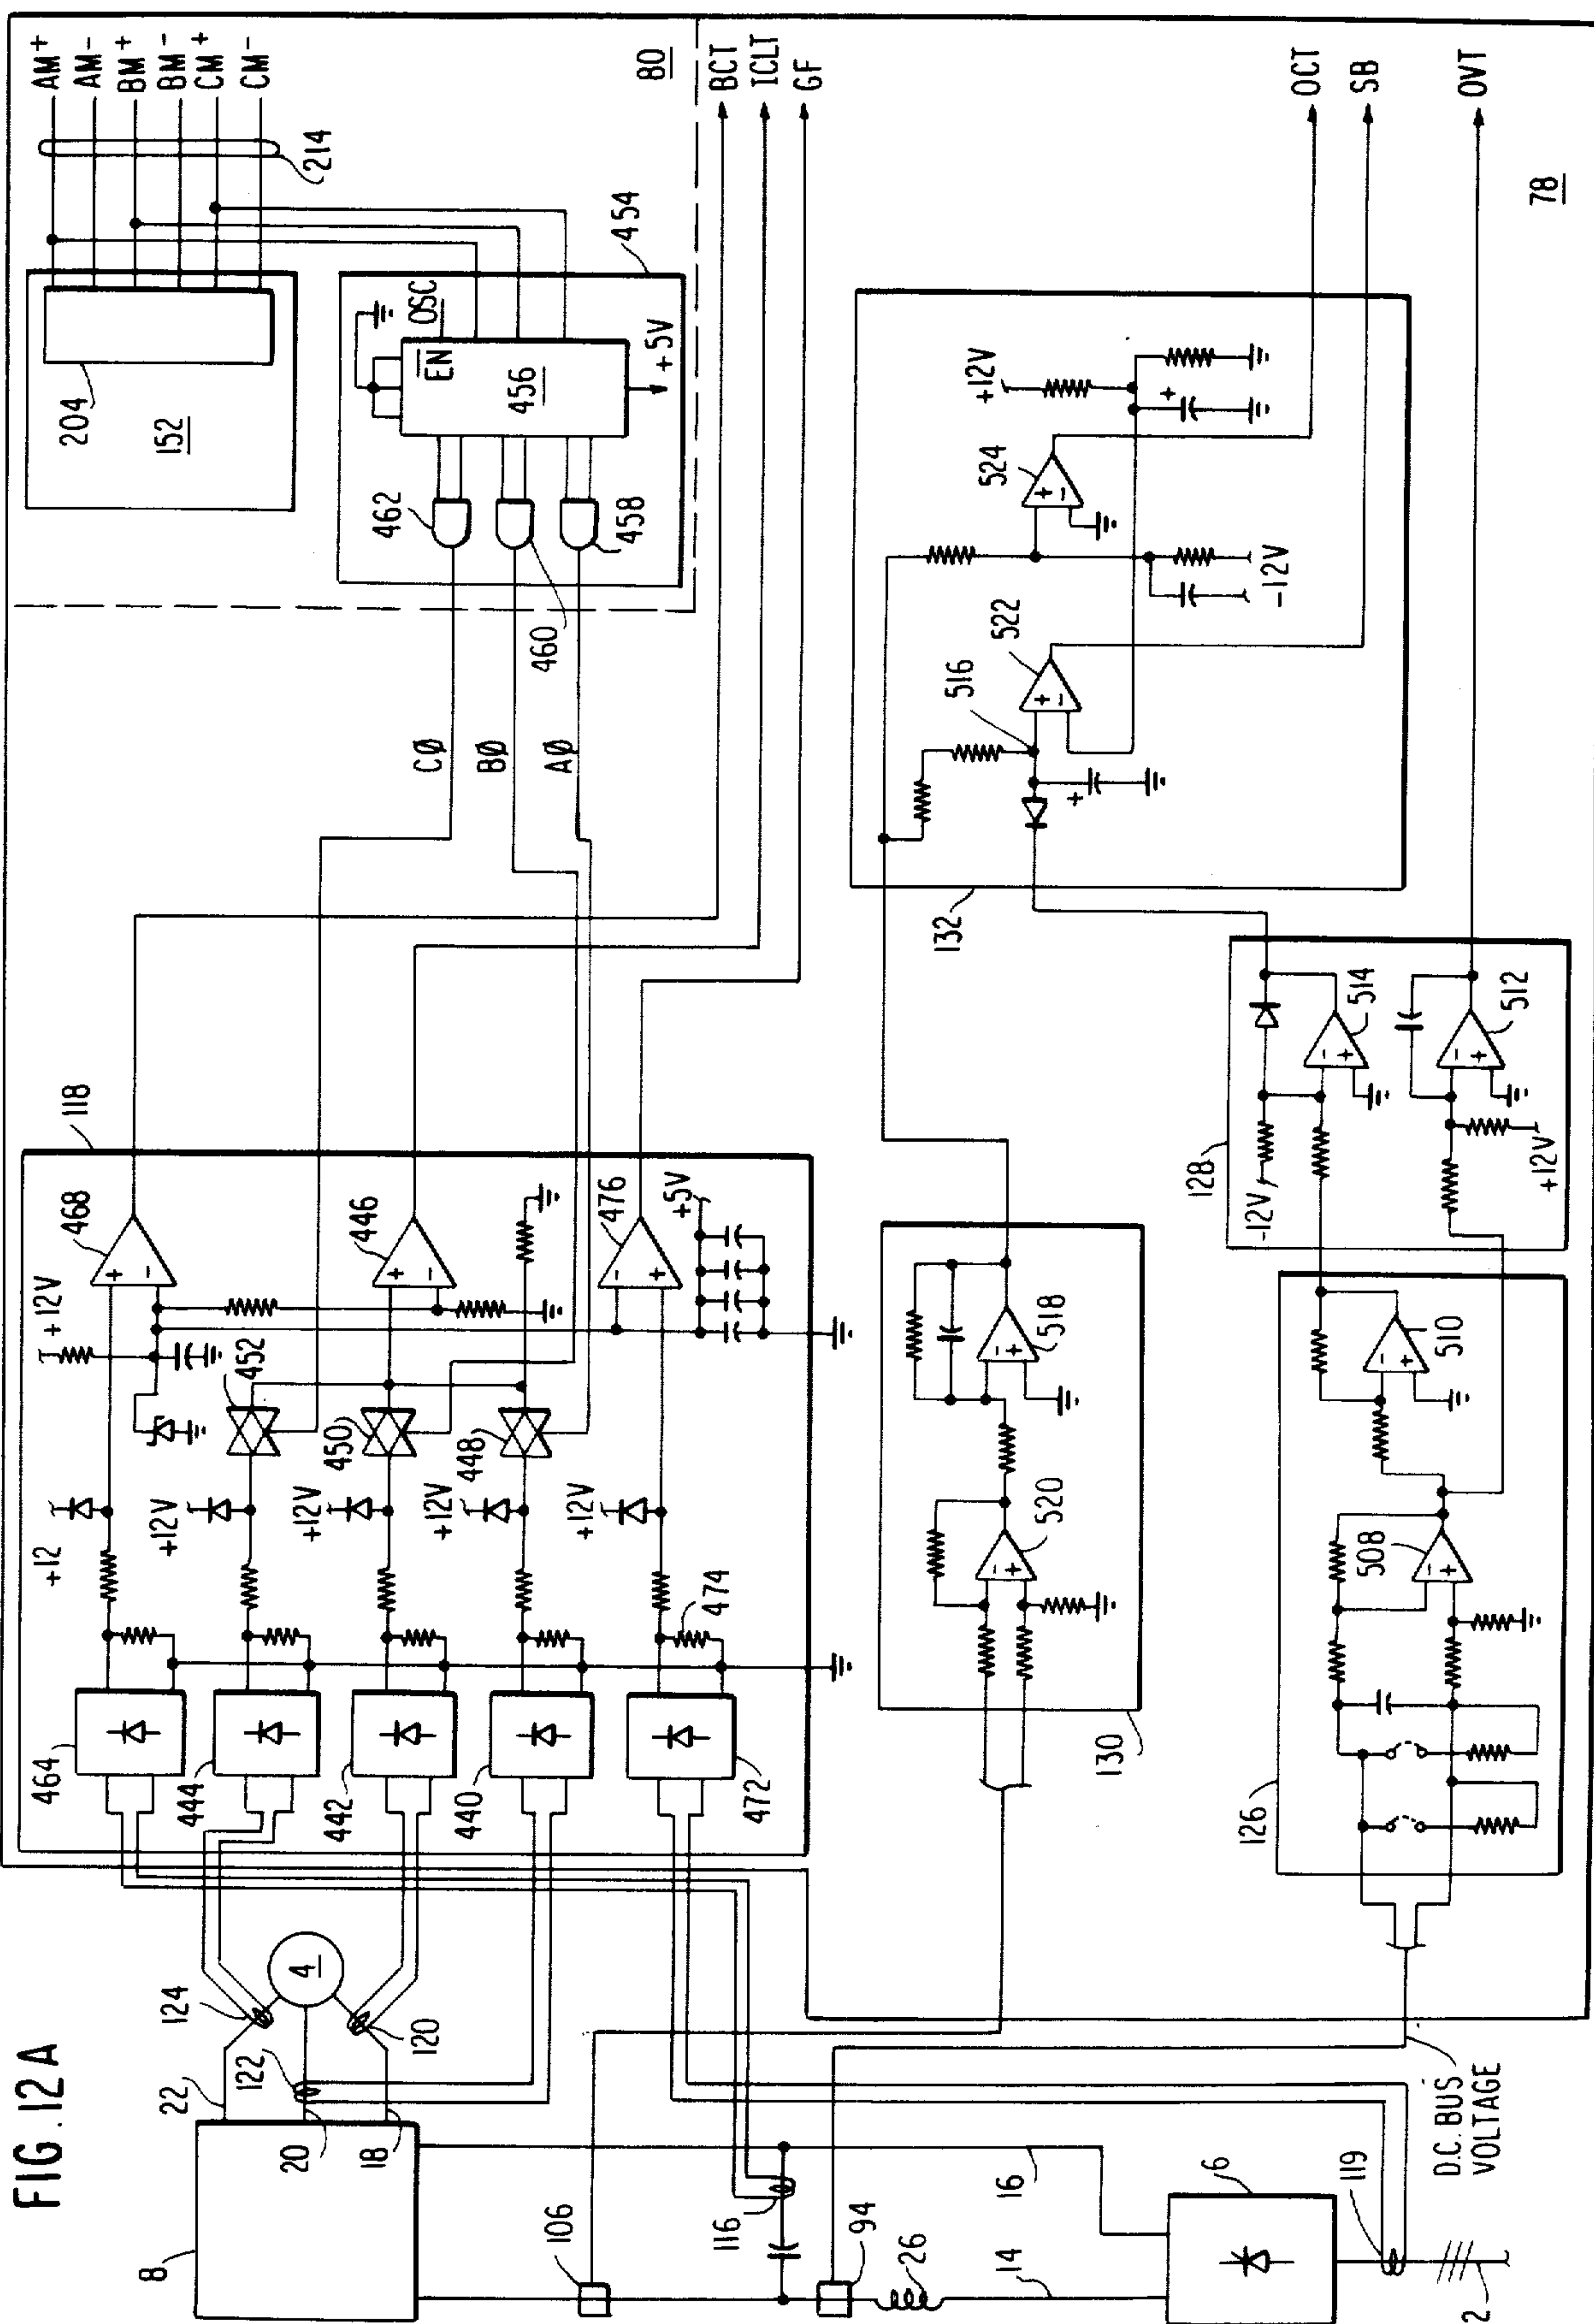 FIG.12A
AM+
AM-
BM+
BM-
CM+
CM-
214
204
152
80
BCT
ICLT
GF
454
OSC
EN
456
+5V
462
460
458
CØ
BØ
AØ
118
468
446
476
+12V
452
450
448
+5V
+12
+12V
+12V
+12V
+12V
474
464
444
442
440
472
124
4
122
120
22
20
18
8
106
116
94
26
14
16
6
119
2
D.C. BUS
VOLTAGE
130
520
518
126
508
510
128
-12V
514
512
+12V
132
516
522
524
+12V
+
+
-12V
OCT
SB
OVT
78